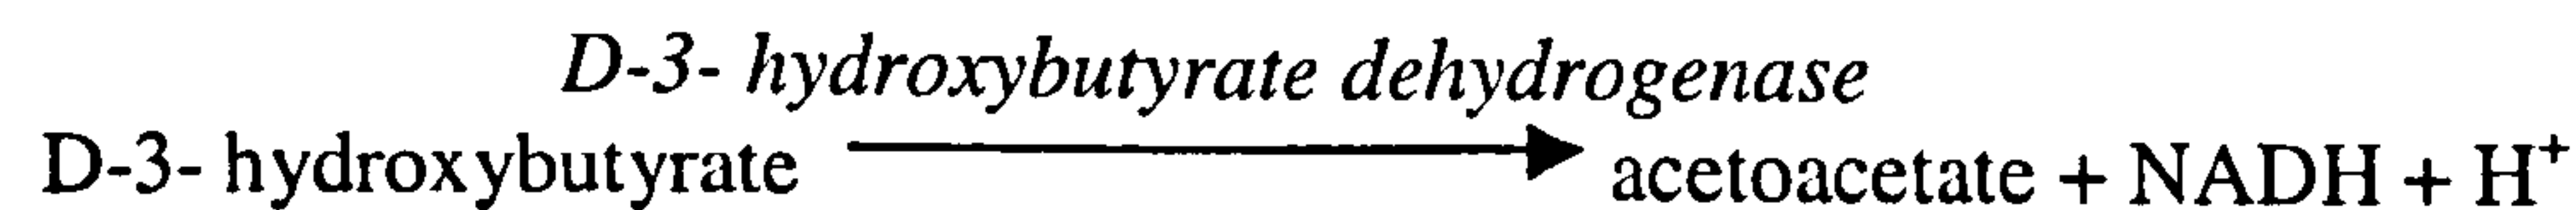 D-3- hydroxybutyrate dehydrogenase
D-3- hydroxybutyrate → acetoacetate + NADH + H⁺